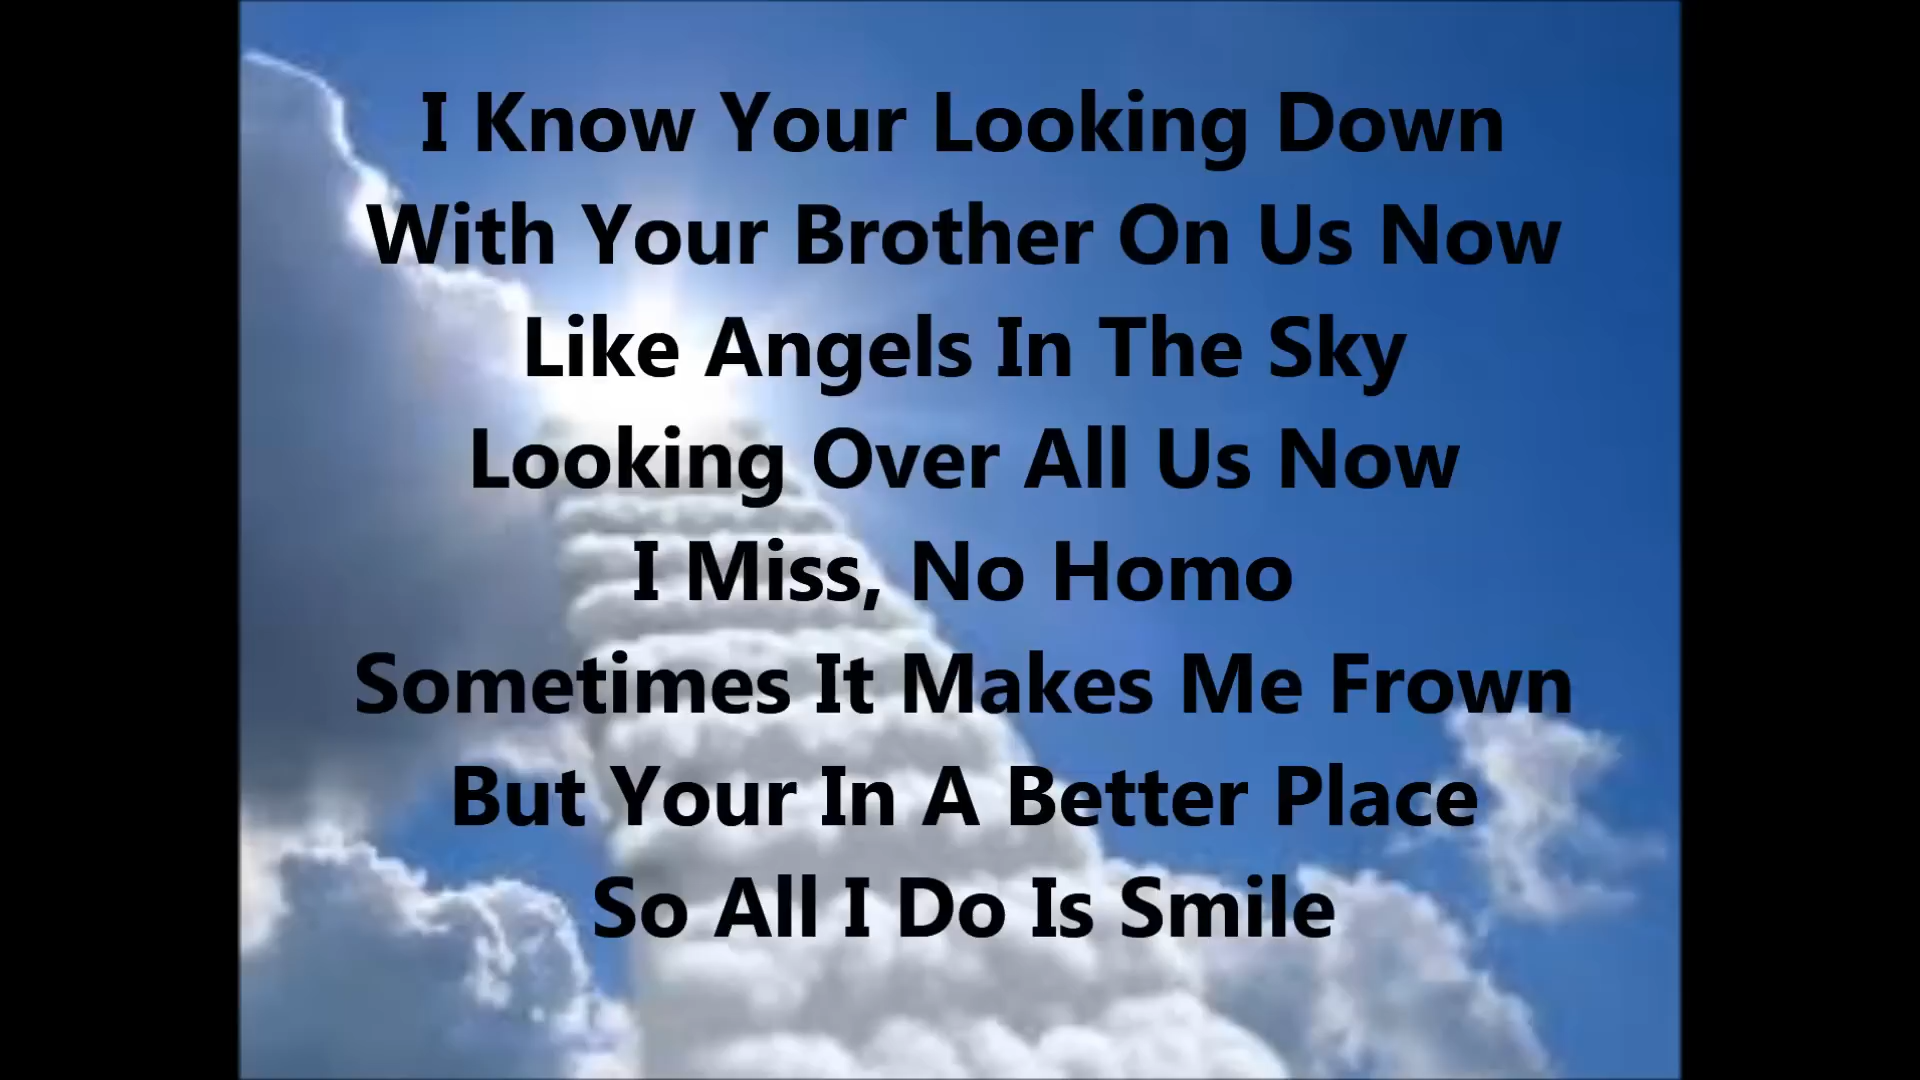 I Know Your Looking Down
With Your Brother On Us Now
Like Angels In The Sky
Looking Over All Us Now
I Miss, No Homo
Sometimes It Makes Me Frown
But Your In A Better Place
So All I Do Is Smile